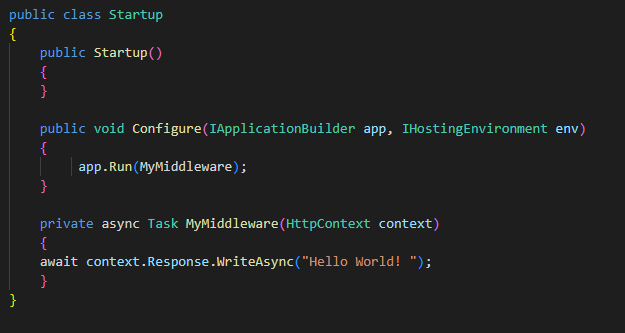 public class Startup
{
public Startup()
{
}
public void Configure(IApplicationBuilder app, IHostingEnvironment env)
{
app.Run(MyMiddleware);
}
private async Task MyMiddleware(HttpContext context)
{
await context.Response.WriteAsync("Hello World! ");
}
}